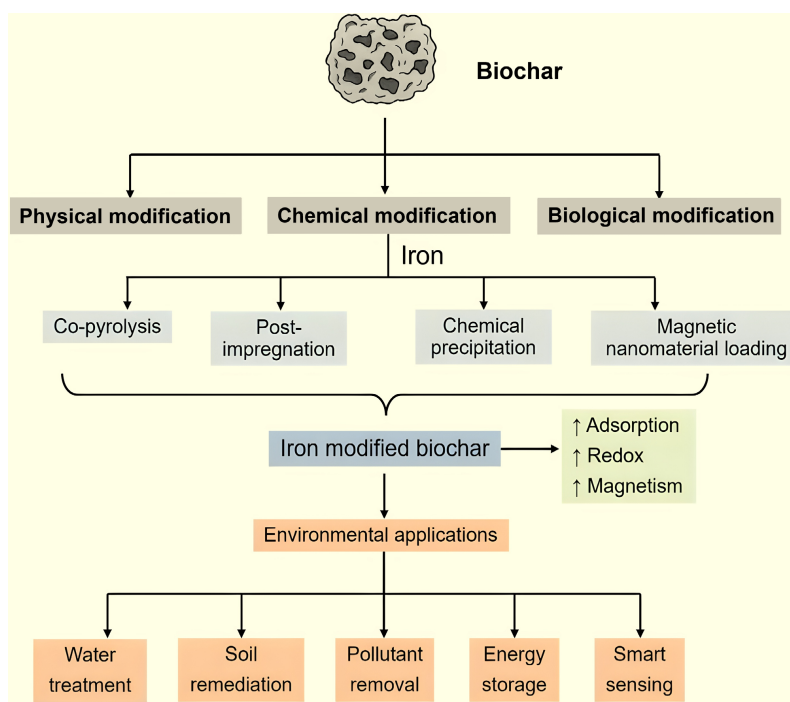 Biochar
Physical modification
Chemical modification
Biological modification
Iron
Co-pyrolysis
Post-
impregnation
Chemical
precipitation
Magnetic
nanomaterial loading
Iron modified biochar
↑ Adsorption
↑ Redox
↑ Magnetism
Environmental applications
Water
treatment
Soil
remediation
Pollutant
removal
Energy
storage
Smart
sensing